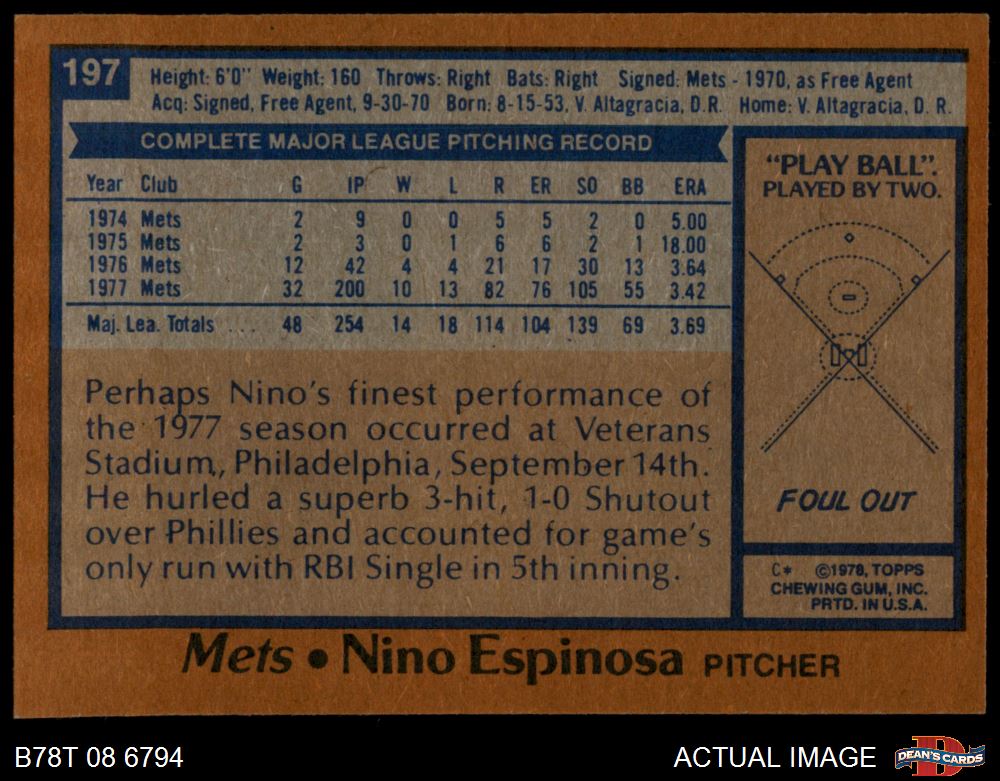 197
Height: 6'0" Weight: 160 Throws: Right Bats: Right Signed: Mets - 1970, as Free Agent
Acq: Signed, Free Agent, 9-30-70 Born: 8-15-53, V. Altagracia, D.R. Home: V. Altagracia, D. R.
COMPLETE MAJOR LEAGUE PITCHING RECORD
Year Club G IP W L R ER SO BB ERA
1974 Mets 2 9 0 0 5 5 2 0 5.00
1975 Mets 2 3 0 1 6 6 2 1 18.00
1976 Mets 12 42 4 4 21 17 30 13 3.64
1977 Mets 32 200 10 13 82 76 105 55 3.42
Maj. Lea. Totals ... 48 254 14 18 114 104 139 69 3.69
Perhaps Nino's finest performance of
the 1977 season occurred at Veterans
Stadium, Philadelphia, September 14th.
He hurled a superb 3-hit, 1-0 Shutout
over Phillies and accounted for game's
only run with RBI Single in 5th inning.
"PLAY BALL".
PLAYED BY TWO.
FOUL OUT
C* ©1978, TOPPS
CHEWING GUM, INC.
PRTD. IN U.S.A.
Mets • Nino Espinosa PITCHER
B78T 08 6794
ACTUAL IMAGE
D
DEAN'S CARDS